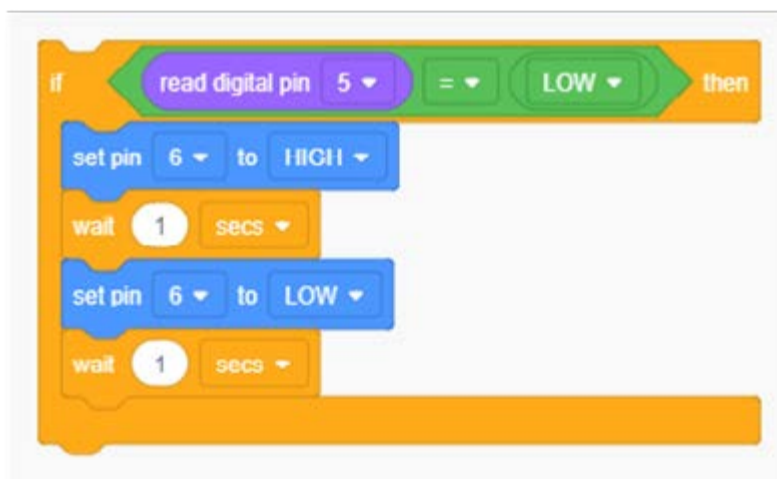 if read digital pin 5 = LOW then
set pin 6 to HIGH
wait 1 secs
set pin 6 to LOW
wait 1 secs